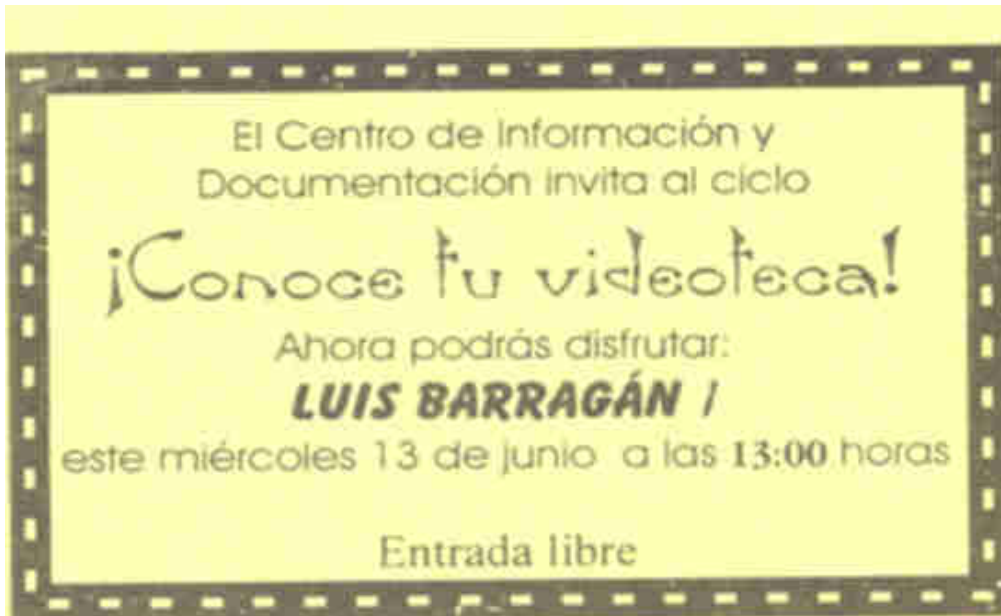 El Centro de Información y
Documentación invita al ciclo
¡Conoce tu videoteca!
Ahora podrás disfrutar:
LUIS BARRAGÁN I
este miércoles 13 de junio a las 13:00 horas
Entrada libre